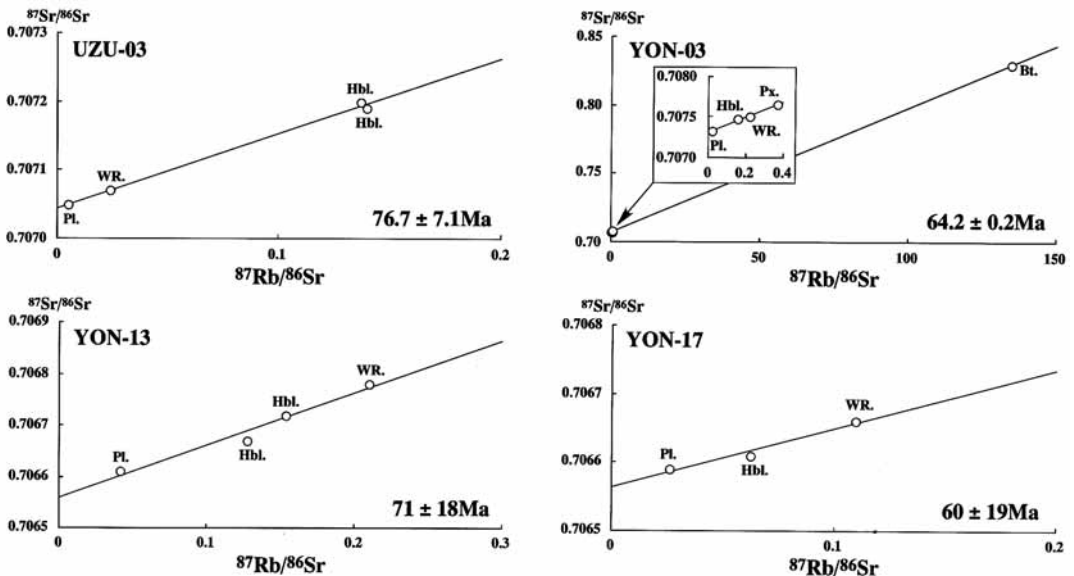 87Sr/86Sr
0.7073
0.7072
0.7071
0.7070
UZU-03
Hbl.
Hbl.
WR.
Pl.
76.7 ± 7.1Ma
0
0.1
0.2
87Rb/86Sr
87Sr/86Sr
0.85
0.80
0.75
0.70
YON-03
Bt.
0.7080
0.7075
0.7070
Px.
Hbl.
WR.
Pl.
0
0.2
0.4
64.2 ± 0.2Ma
0
50
100
150
87Rb/86Sr
87Sr/86Sr
0.7069
0.7068
0.7067
0.7066
0.7065
YON-13
WR.
Hbl.
Hbl.
Pl.
71 ± 18Ma
0
0.1
0.2
0.3
87Rb/86Sr
87Sr/86Sr
0.7068
0.7067
0.7066
0.7065
YON-17
WR.
Pl.
Hbl.
60 ± 19Ma
0
0.1
0.2
87Rb/86Sr